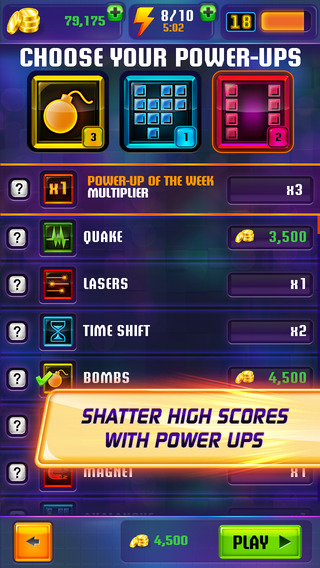 79,175
8/10
5:02
18
CHOOSE YOUR POWER-UPS
3
1
2
?
x1
POWER-UP OF THE WEEK
MULTIPLIER
x3
?
QUAKE
3,500
?
LASERS
x1
?
TIME SHIFT
x2
?
BOMBS
4,500
SHATTER HIGH SCORES
WITH POWER UPS
?
?
MAGNET
x1
4,500
PLAY